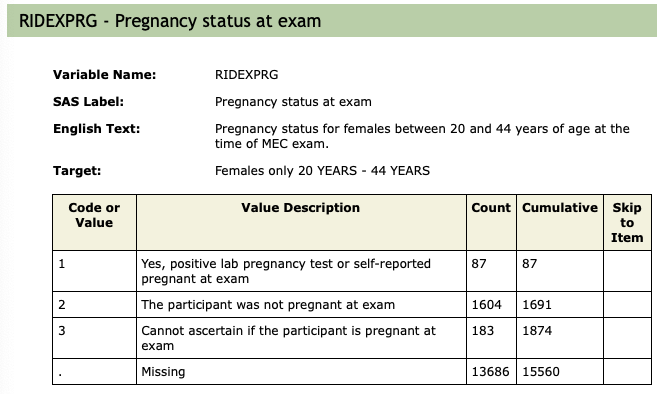 RIDEXPRG - Pregnancy status at exam
Variable Name: RIDEXPRG
SAS Label: Pregnancy status at exam
English Text: Pregnancy status for females between 20 and 44 years of age at the
time of MEC exam.
Target: Females only 20 YEARS - 44 YEARS
Code or Value Value Description Count Cumulative Skip to Item
1 Yes, positive lab pregnancy test or self-reported
pregnant at exam 87 87
2 The participant was not pregnant at exam 1604 1691
3 Cannot ascertain if the participant is pregnant at
exam 183 1874
. Missing 13686 15560